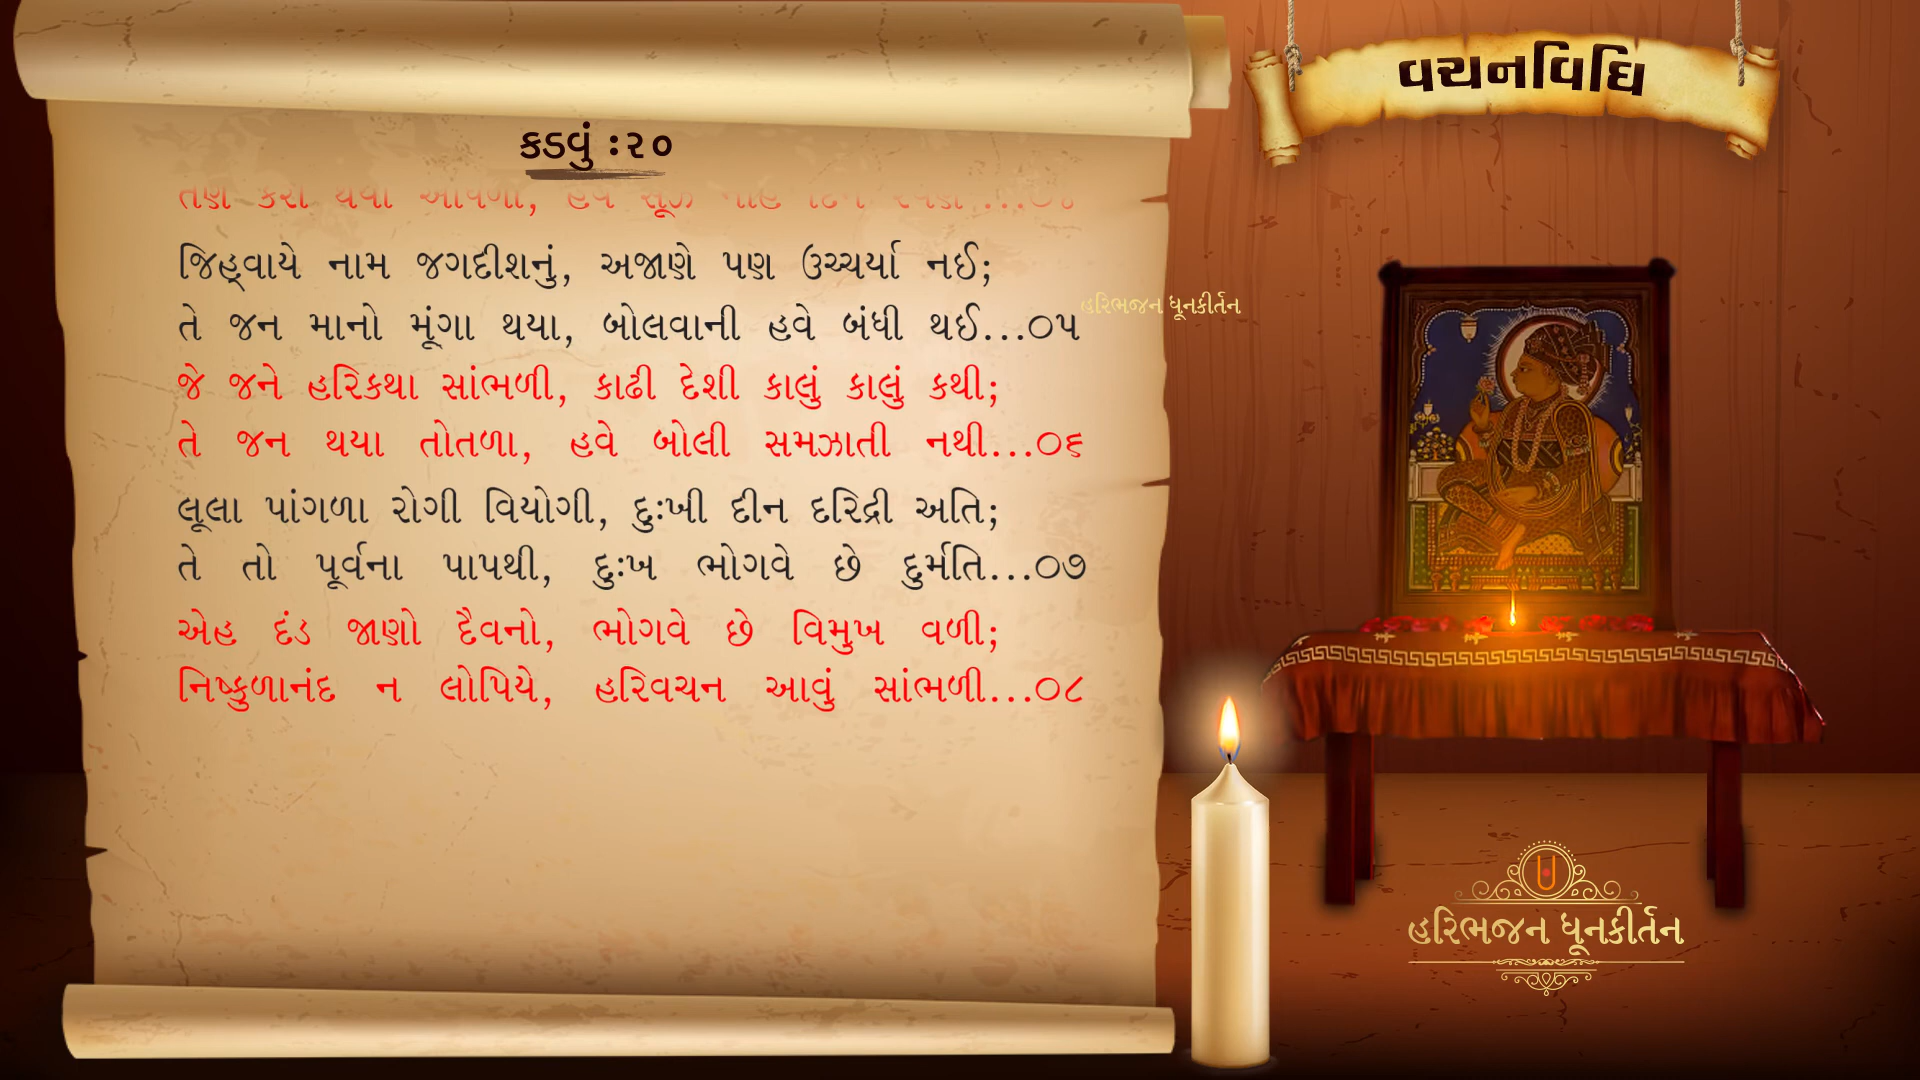 વચનવિધિ
કડવું :૨૦
જિહ્વાયે નામ જગદીશનું, અજાણે પણ ઉચ્ચર્યા નઈ;
તે જન માનો મૂંગા થયા, બોલવાની હવે બંધી થઈ...૦૫
જે જને હરિકથા સાંભળી, કાઢી દેશી કાલું કાલું કથી;
તે જન થયા તોતળા, હવે બોલી સમઝાતી નથી...૦૬
લૂલા પાંગળા રોગી વિયોગી, દુઃખી દીન દરિદ્રી અતિ;
તે તો પૂર્વના પાપથી, દુઃખ ભોગવે છે દુર્મતિ...૦૭
એહ દંડ જાણો દૈવનો, ભોગવે છે વિમુખ વળી;
નિષ્કુળાનંદ ન લોપિયે, હરિવચન આવું સાંભળી...૦૮
હરિભજન ધૂનકીર્તન
હરિભજન ધૂનકીર્તન